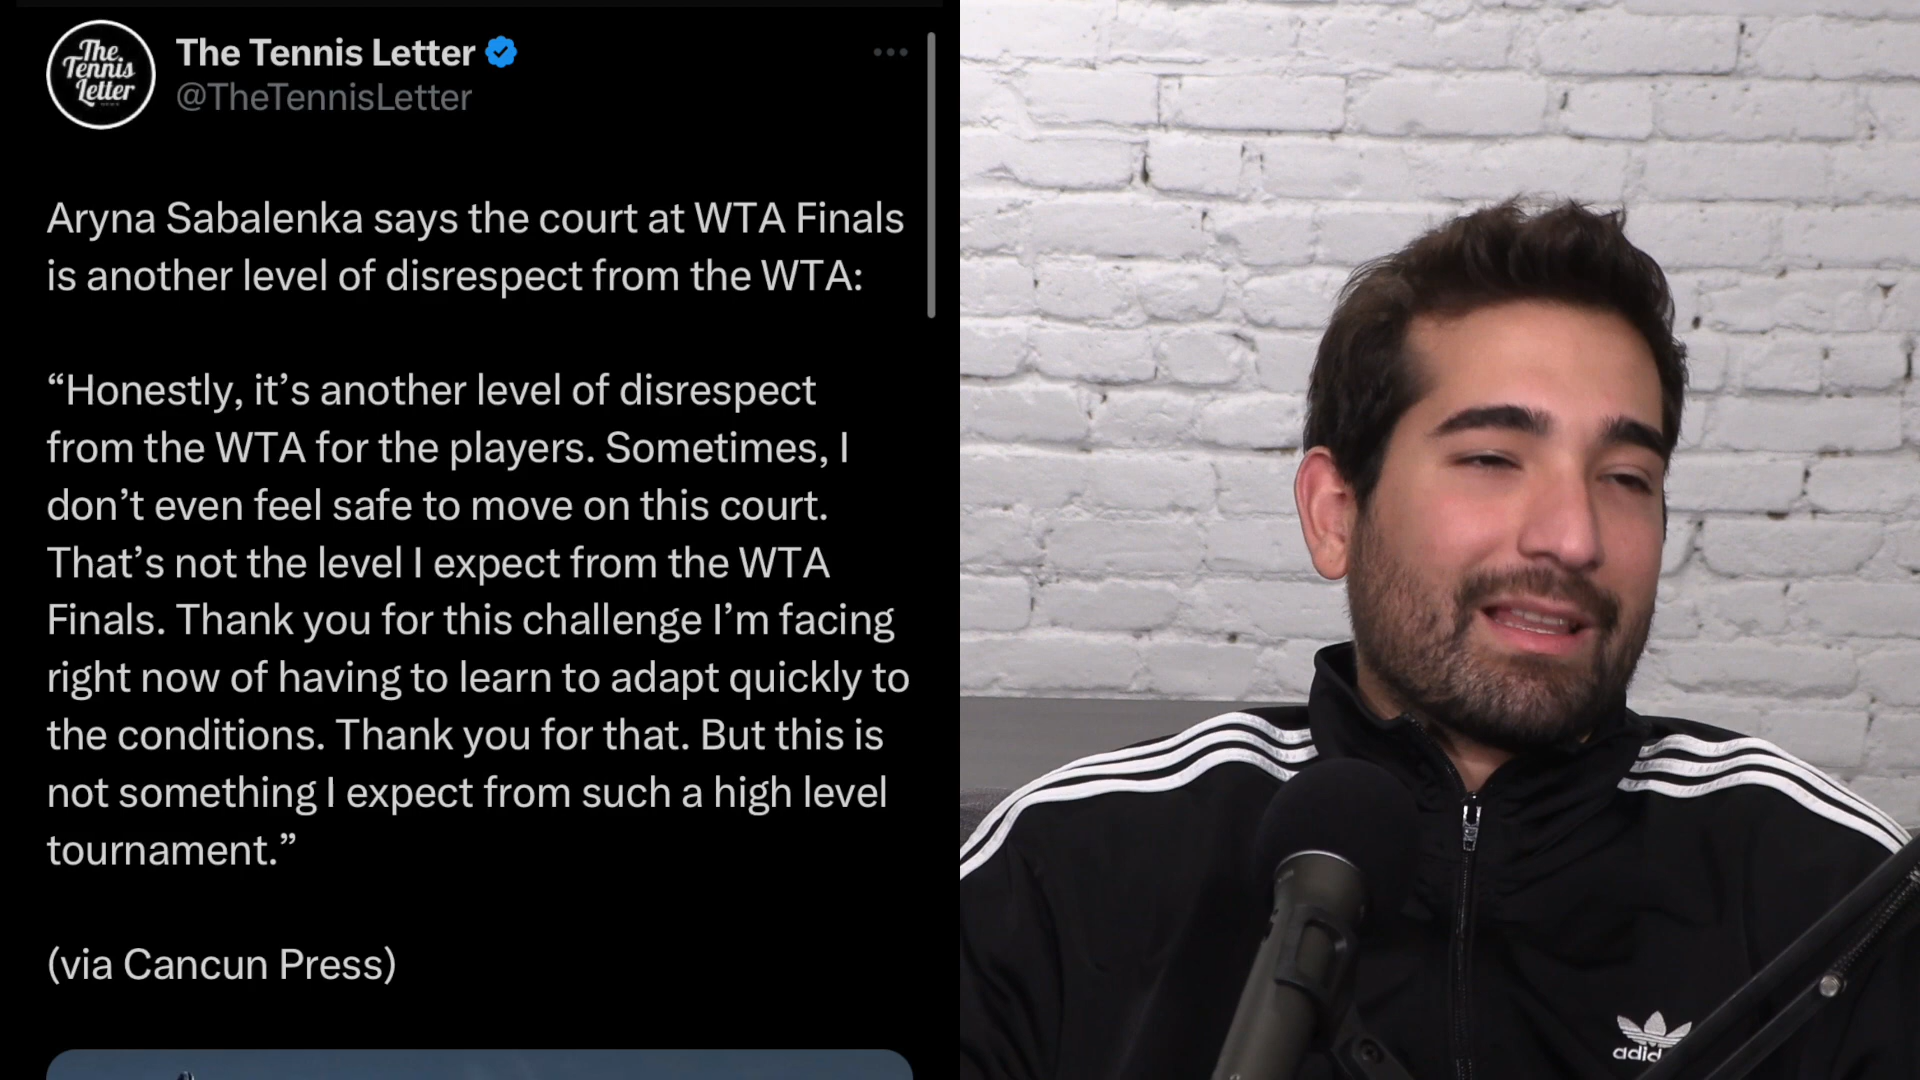 The
Tennis
Letter
The Tennis Letter
@TheTennisLetter
Aryna Sabalenka says the court at WTA Finals
is another level of disrespect from the WTA:
“Honestly, it’s another level of disrespect
from the WTA for the players. Sometimes, I
don’t even feel safe to move on this court.
That’s not the level I expect from the WTA
Finals. Thank you for this challenge I’m facing
right now of having to learn to adapt quickly to
the conditions. Thank you for that. But this is
not something I expect from such a high level
tournament.”
(via Cancun Press)
adid